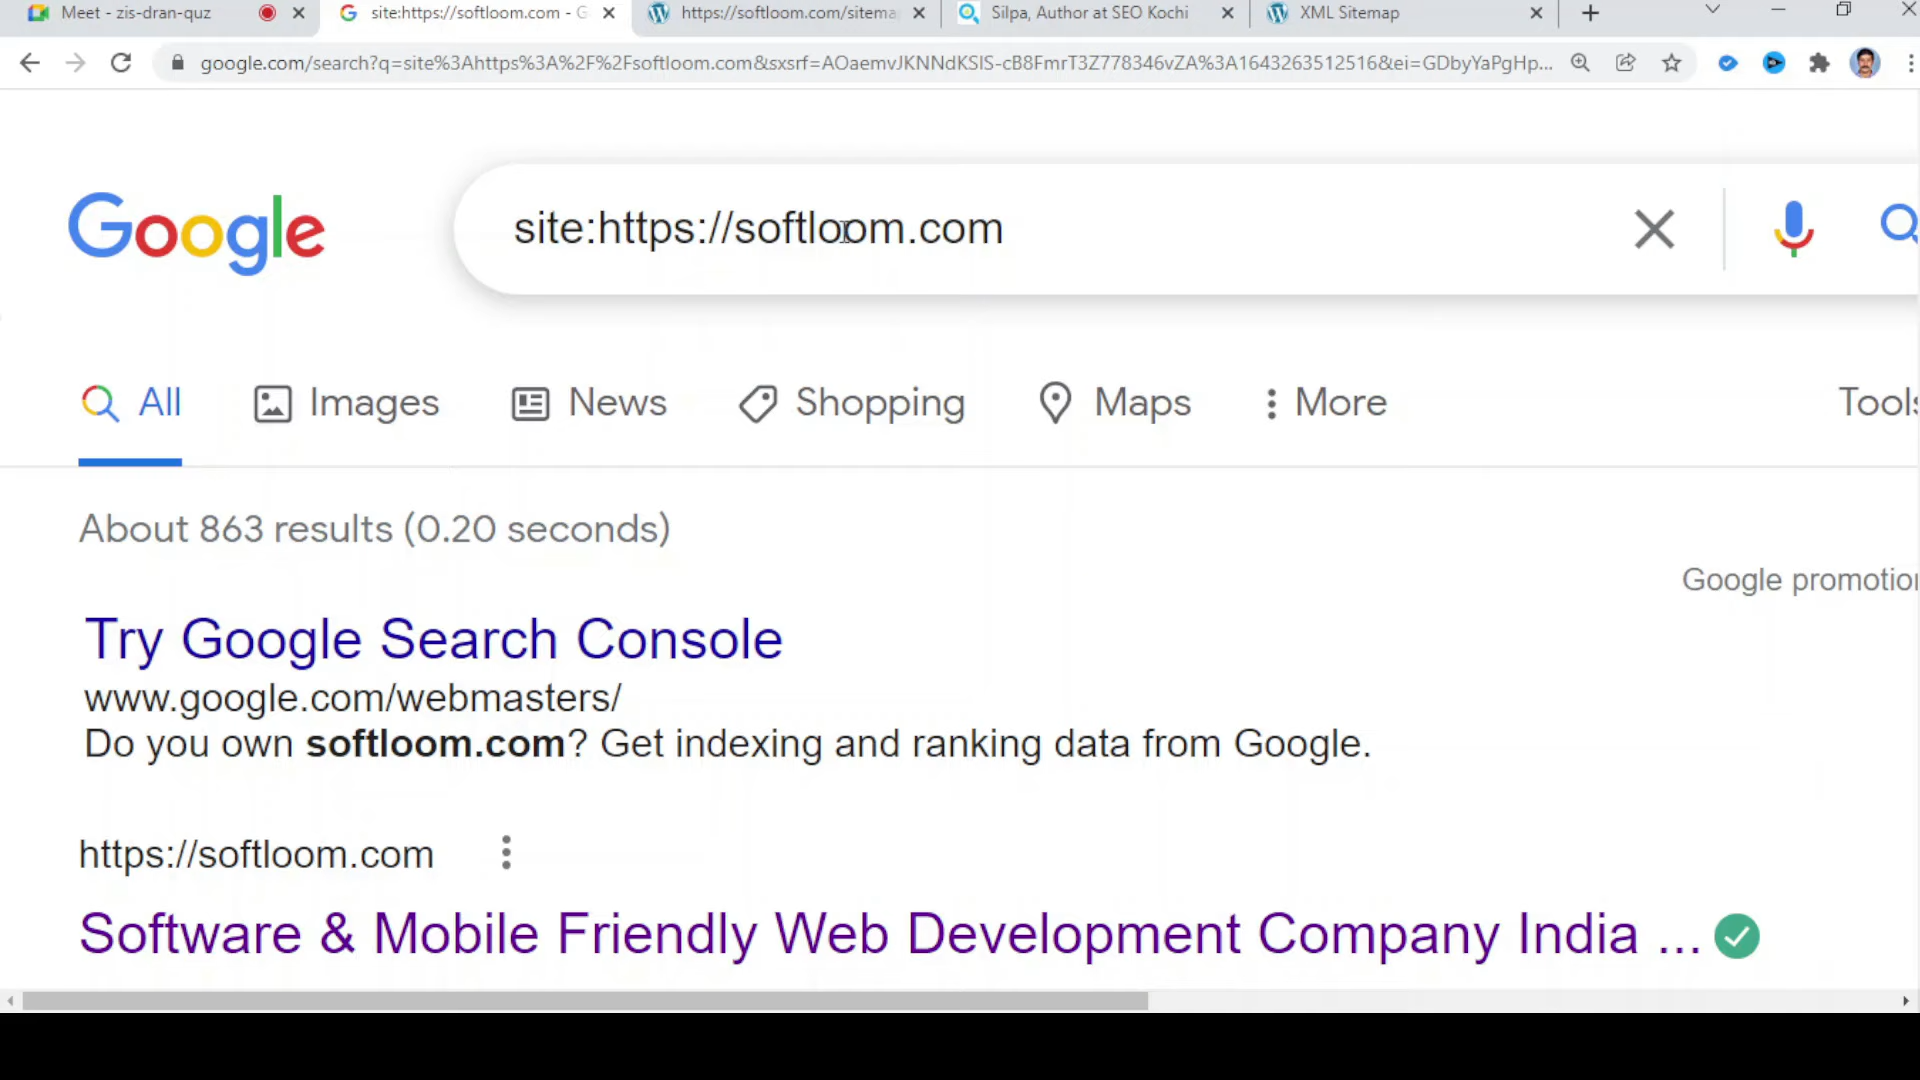 Meet - zis-dran-quz
site:https://softloom.com - G
https://softloom.com/sitema
Silpa, Author at SEO Kochi
XML Sitemap
google.com/search?q=site%3Ahttps%3A%2F%2Fsoftloom.com&sxsrf=AOaemvJKNNdKSlS-cB8FmrT3Z778346vZA%3A1643263512516&ei=GDbyYaPgHp...
Google
site:https://softloom.com
All
Images
News
Shopping
Maps
More
Tools
About 863 results (0.20 seconds)
Google promotion
Try Google Search Console
www.google.com/webmasters/
Do you own softloom.com? Get indexing and ranking data from Google.
https://softloom.com
Software & Mobile Friendly Web Development Company India ...